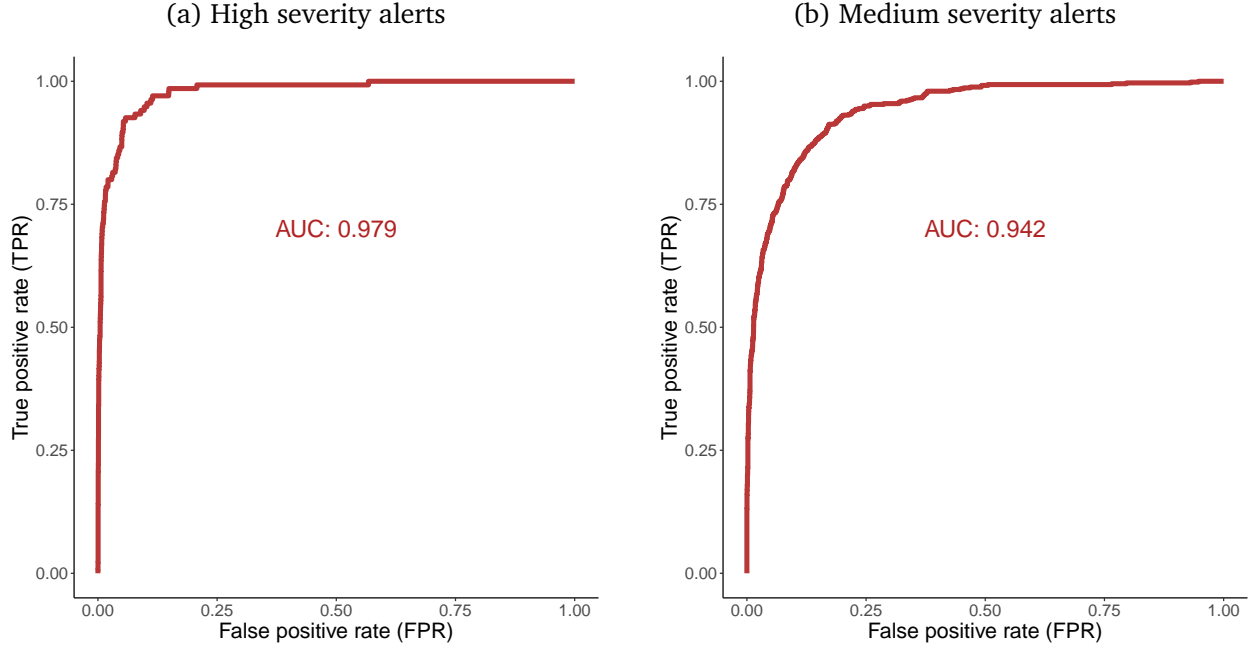 (a) High severity alerts
1.00
0.75
0.50
0.25
0.00
True positive rate (TPR)
AUC: 0.979
0.00 0.25 0.50 0.75 1.00
False positive rate (FPR)
(b) Medium severity alerts
1.00
0.75
0.50
0.25
0.00
True positive rate (TPR)
AUC: 0.942
0.00 0.25 0.50 0.75 1.00
False positive rate (FPR)